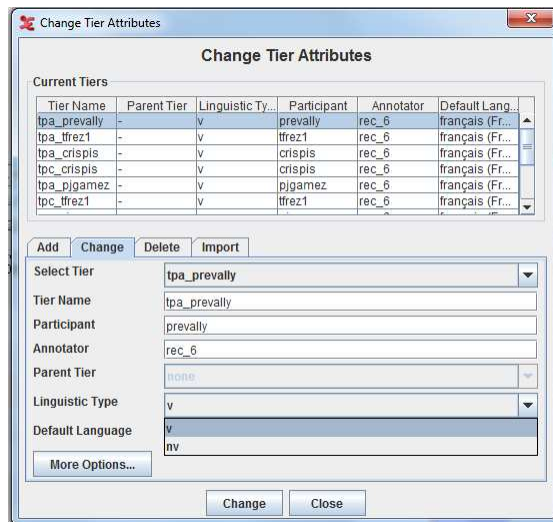 Change Tier Attributes
Change Tier Attributes
Current Tiers
Tier Name Parent Tier Linguistic Ty... Participant Annotator Default Lang...
tpa_prevally - v prevally rec_6 français (Fr...
tpa_tfrez1 - v tfrez1 rec_6 français (Fr...
tpa_crispis - v crispis rec_6 français (Fr...
tpc_crispis - v crispis rec_6 français (Fr...
tpa_pjgamez - v pjgamez rec_6 français (Fr...
tpc_tfrez1 - v tfrez1 rec_6 français (Fr...
Add Change Delete Import
Select Tier tpa_prevally
Tier Name tpa_prevally
Participant prevally
Annotator rec_6
Parent Tier none
Linguistic Type v
Default Language v
nv
More Options...
Change Close